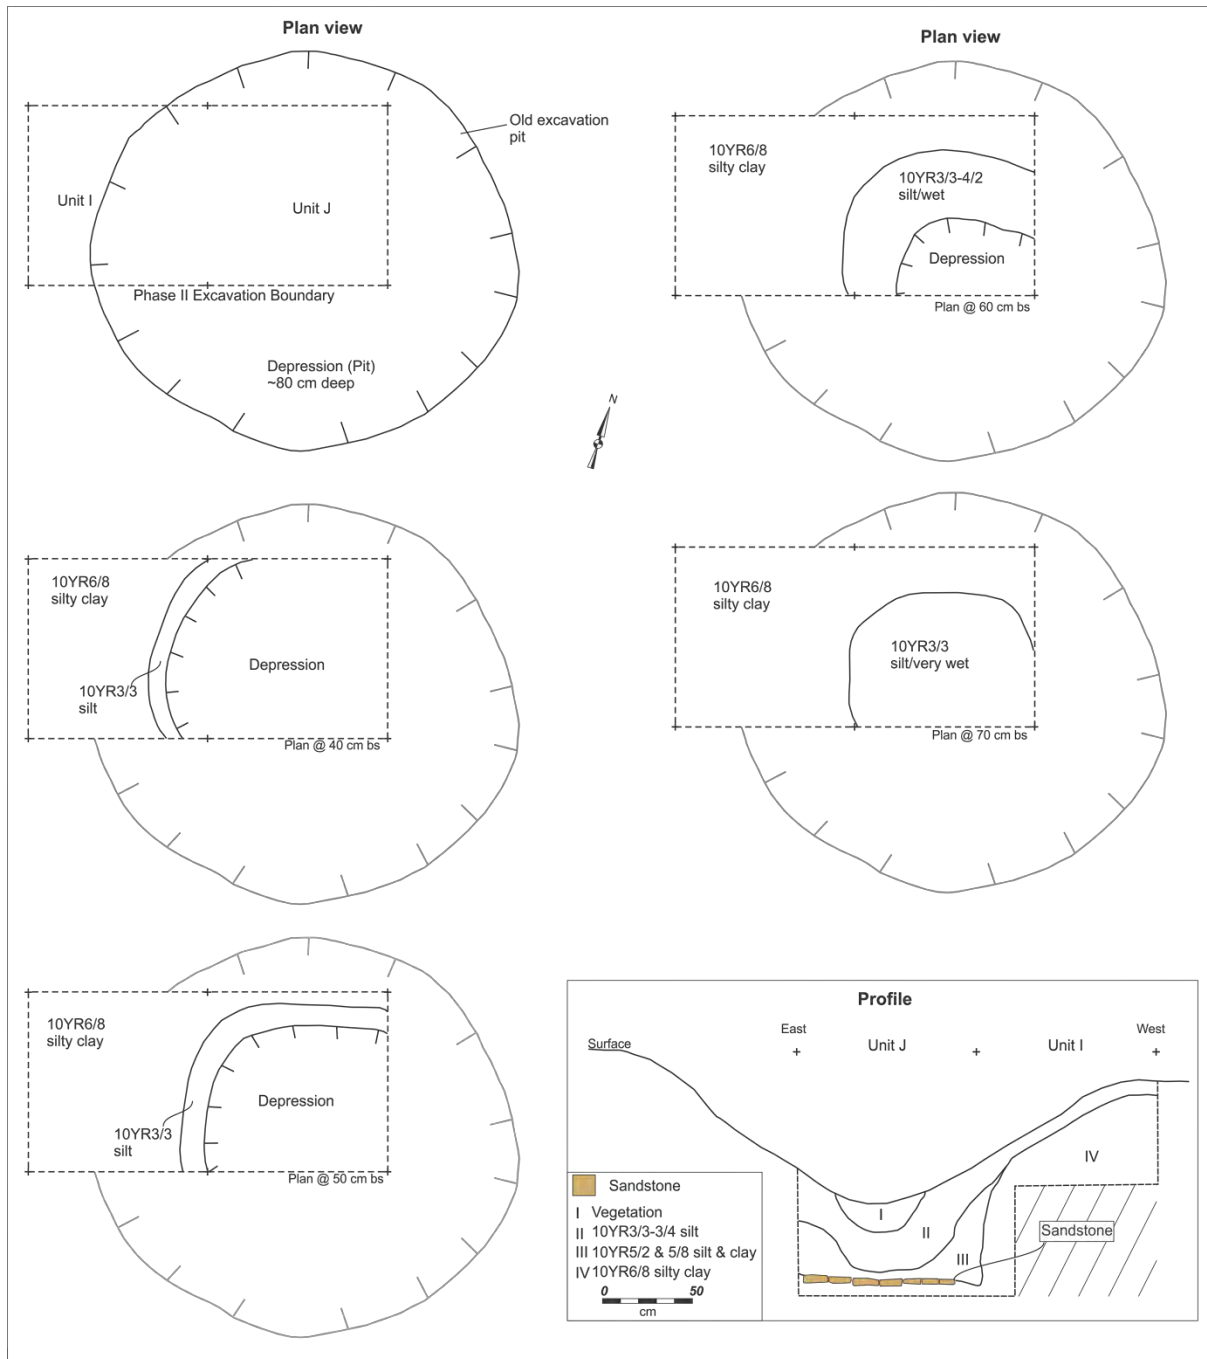 Plan view
Old excavation
pit
Unit I
Unit J
Phase II Excavation Boundary
Depression (Pit)
~80 cm deep
Plan view
10YR6/8
silty clay
10YR3/3-4/2
silt/wet
Depression
Plan @ 60 cm bs
N
10YR6/8
silty clay
Depression
10YR3/3
silt
Plan @ 40 cm bs
10YR6/8
silty clay
10YR3/3
silt/very wet
Plan @ 70 cm bs
10YR6/8
silty clay
Depression
10YR3/3
silt
Plan @ 50 cm bs
Profile
East
West
Surface
Unit J
Unit I
IV
I
II
III
Sandstone
Sandstone
I Vegetation
II 10YR3/3-3/4 silt
III 10YR5/2 & 5/8 silt & clay
IV 10YR6/8 silty clay
0 50
cm